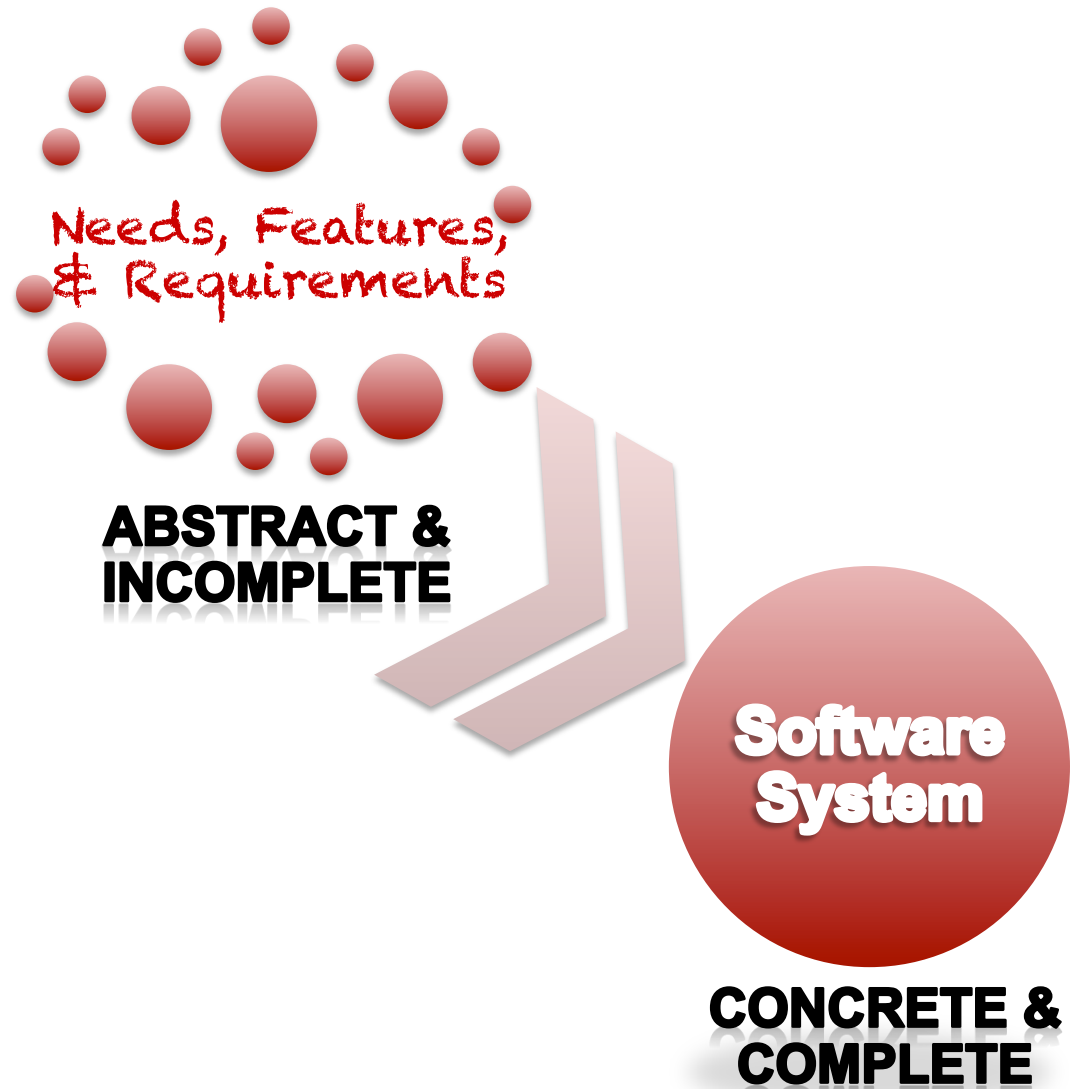 Needs, Features,
& Requirements
ABSTRACT &
INCOMPLETE
Software
System
CONCRETE &
COMPLETE